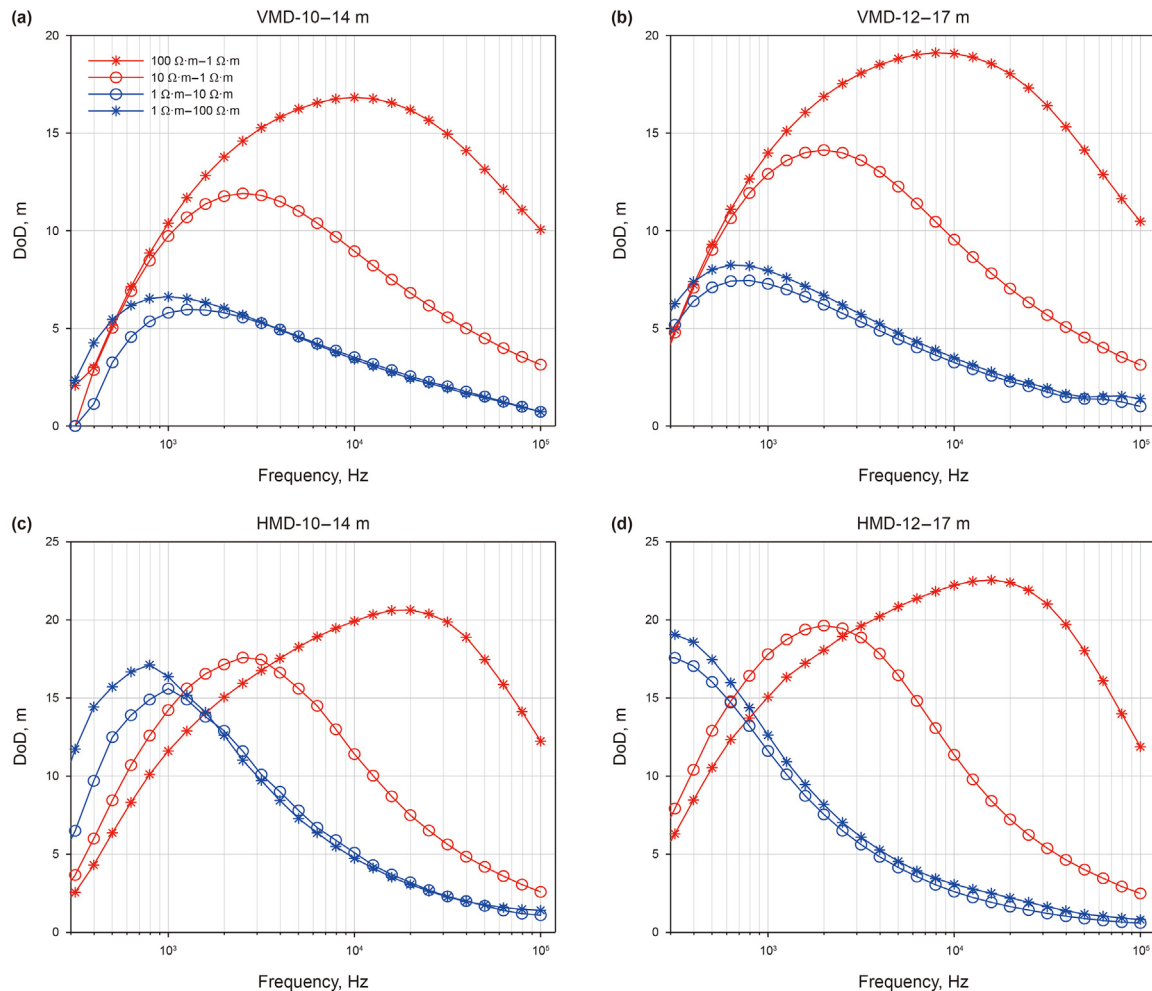 (a)
VMD-10–14 m
20
15
10
5
0
DoD, m
100 Ω·m–1 Ω·m
10 Ω·m–1 Ω·m
1 Ω·m–10 Ω·m
1 Ω·m–100 Ω·m
10³
10⁴
10⁵
Frequency, Hz
(b)
VMD-12–17 m
20
15
10
5
0
DoD, m
10³
10⁴
10⁵
Frequency, Hz
(c)
HMD-10–14 m
25
20
15
10
5
0
DoD, m
10³
10⁴
10⁵
Frequency, Hz
(d)
HMD-12–17 m
25
20
15
10
5
0
DoD, m
10³
10⁴
10⁵
Frequency, Hz